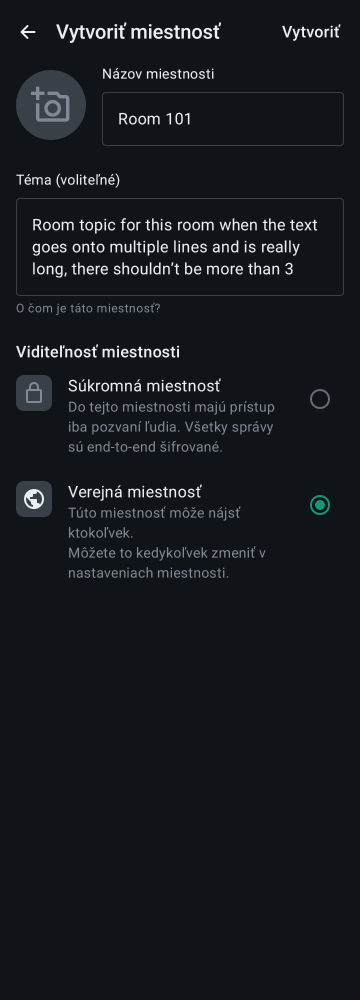 Vytvoriť miestnosť
Vytvoriť
Názov miestnosti
Room 101
Téma (voliteľné)
Room topic for this room when the text
goes onto multiple lines and is really
long, there shouldn’t be more than 3
O čom je táto miestnosť?
Viditeľnosť miestnosti
Súkromná miestnosť
Do tejto miestnosti majú prístup
iba pozvaní ľudia. Všetky správy
sú end-to-end šifrované.
Verejná miestnosť
Túto miestnosť môže nájsť
ktokoľvek.
Môžete to kedykoľvek zmeniť v
nastaveniach miestnosti.